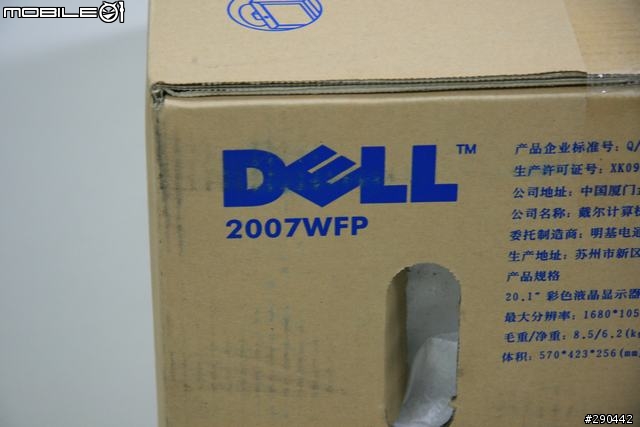 MOBILE01
DELL™
2007WFP
产品企业标准号: Q/
生产许可证号: XK09
公司地址: 中国厦门
公司名称: 戴尔计算
委托制造商: 明基电通
生产地址: 苏州市新区
产品规格
20.1" 彩色液晶显示器
最大分辨率: 1680*105
毛重/净重: 8.5/6.2(k
体积: 570*423*256(mm
#290442